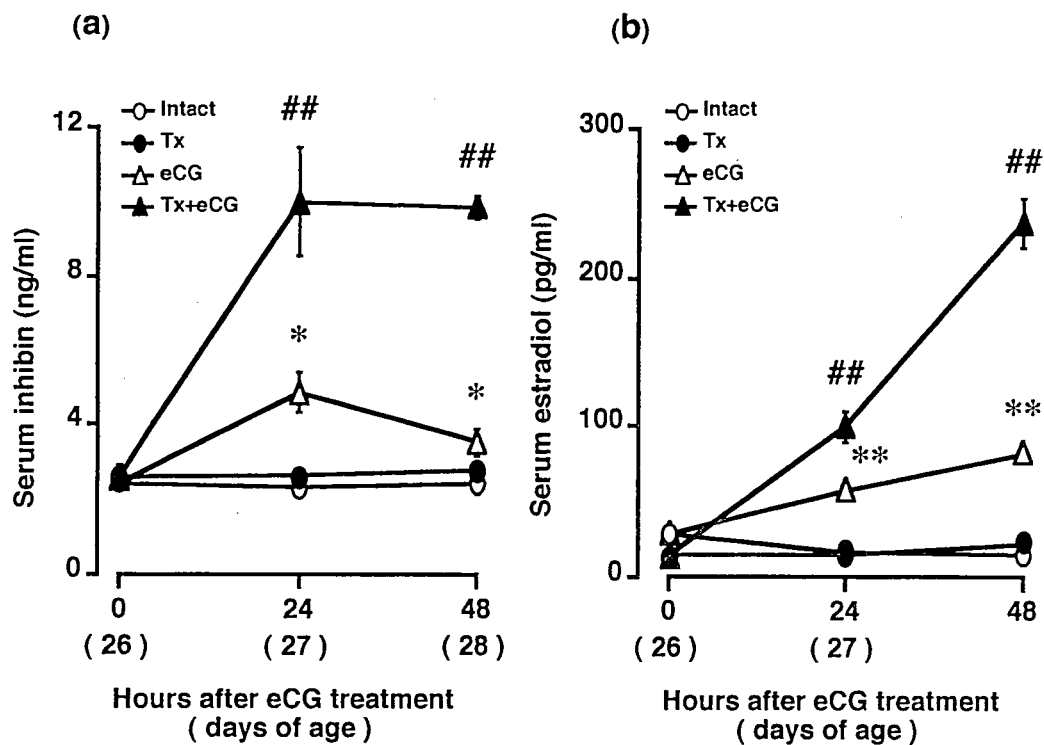 (a)
Intact
Tx
eCG
Tx+eCG
##
##
*
*
12
8
4
0
Serum inhibin (ng/ml)
0 24 48
( 26 ) ( 27 ) ( 28 )
Hours after eCG treatment
( days of age )
(b)
Intact
Tx
eCG
Tx+eCG
##
##
**
**
300
200
100
0
Serum estradiol (pg/ml)
0 24 48
( 26 ) ( 27 )
Hours after eCG treatment
( days of age )